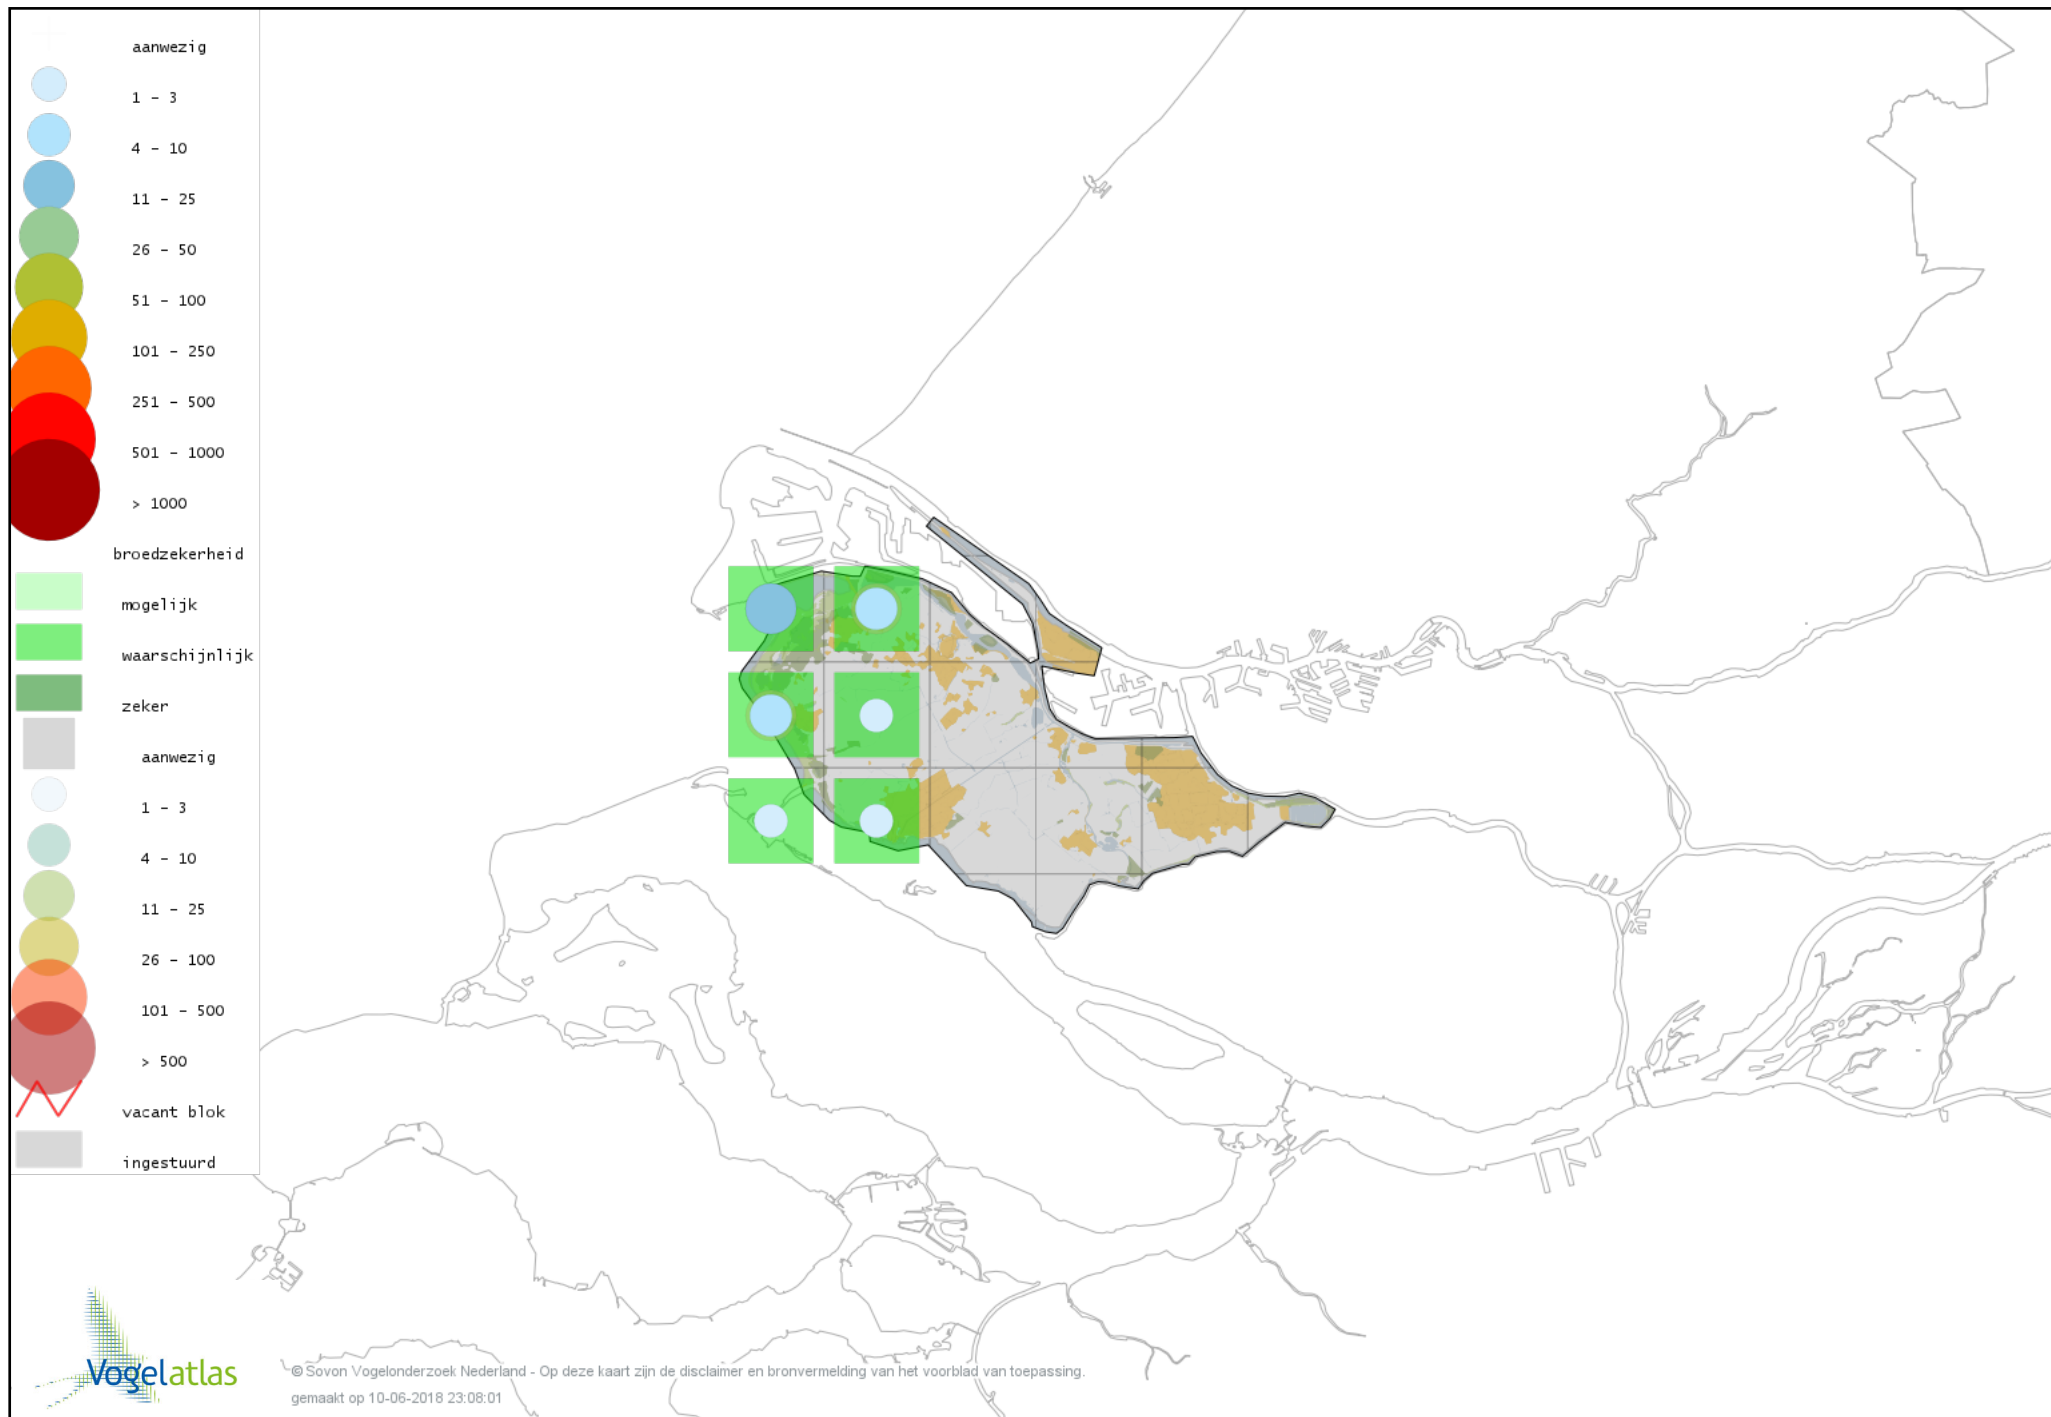 aanwezig
1 - 3
4 - 10
11 - 25
26 - 50
51 - 100
101 - 250
251 - 500
501 - 1000
> 1000
broedzekerheid
mogelijk
waarschijnlijk
zeker
aanwezig
1 - 3
4 - 10
11 - 25
26 - 100
101 - 500
> 500
vacant blok
ingestuurd
Vogelatlas
© Sovon Vogelonderzoek Nederland - Op deze kaart zijn de disclaimer en bronvermelding van het voorblad van toepassing.
gemaakt op 10-06-2018 23:08:01